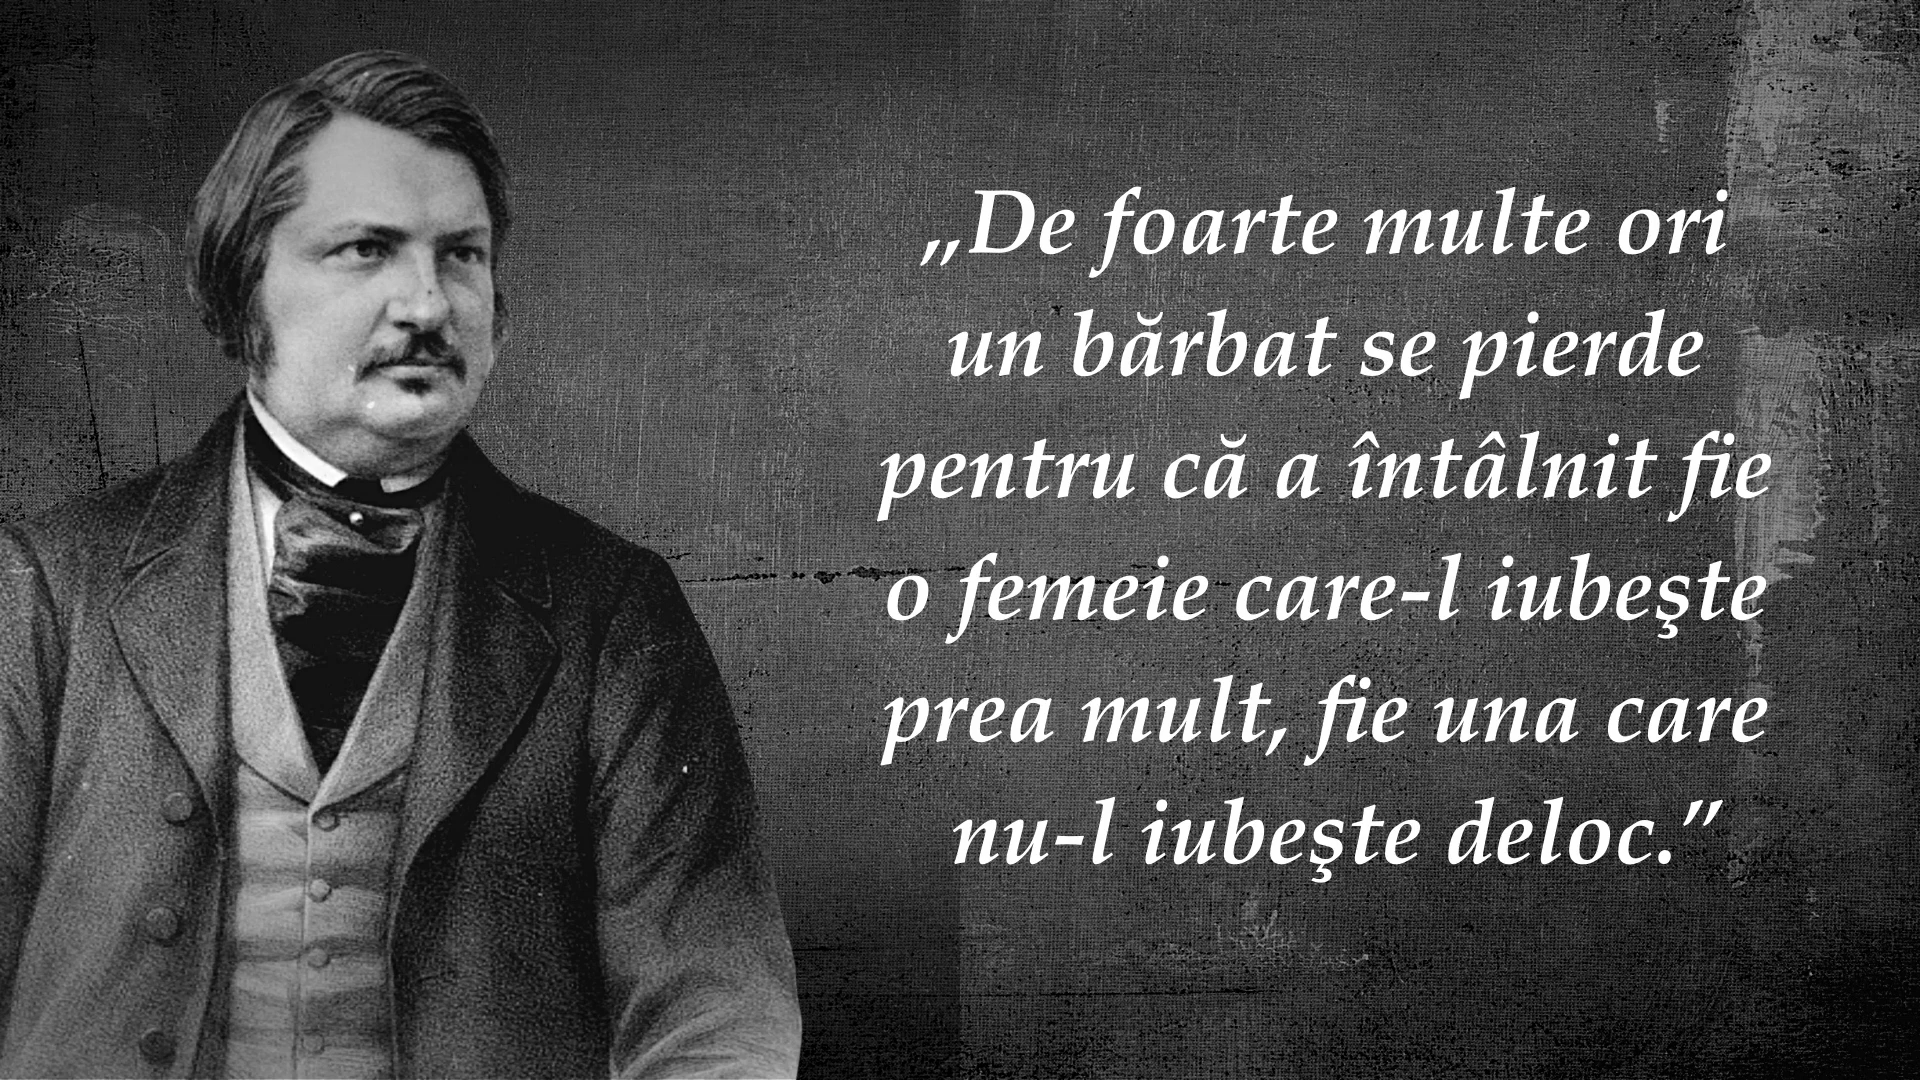 „De foarte multe ori
un bărbat se pierde
pentru că a întâlnit fie
o femeie care-l iubeşte
prea mult, fie una care
nu-l iubeşte deloc.”